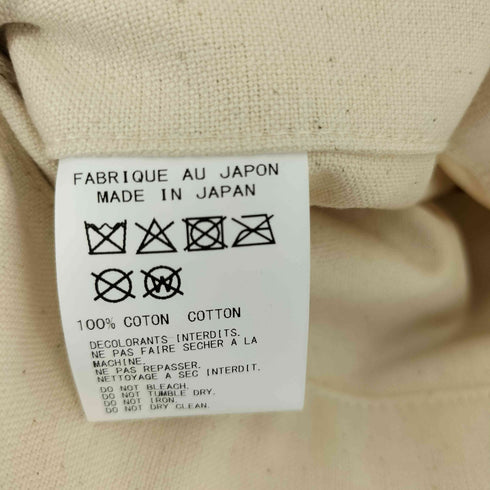 FABRIQUE AU JAPON
MADE IN JAPAN
W
100% COTON COTTON
DECOLORANTS INTERDITS.
NE PAS FAIRE SECHER A LA
MACHINE.
NE PAS REPASSER.
NETTOYAGE A SEC INTERDIT.
DO NOT BLEACH.
DO NOT TUMBLE DRY.
DO NOT IRON.
DO NOT DRY CLEAN.